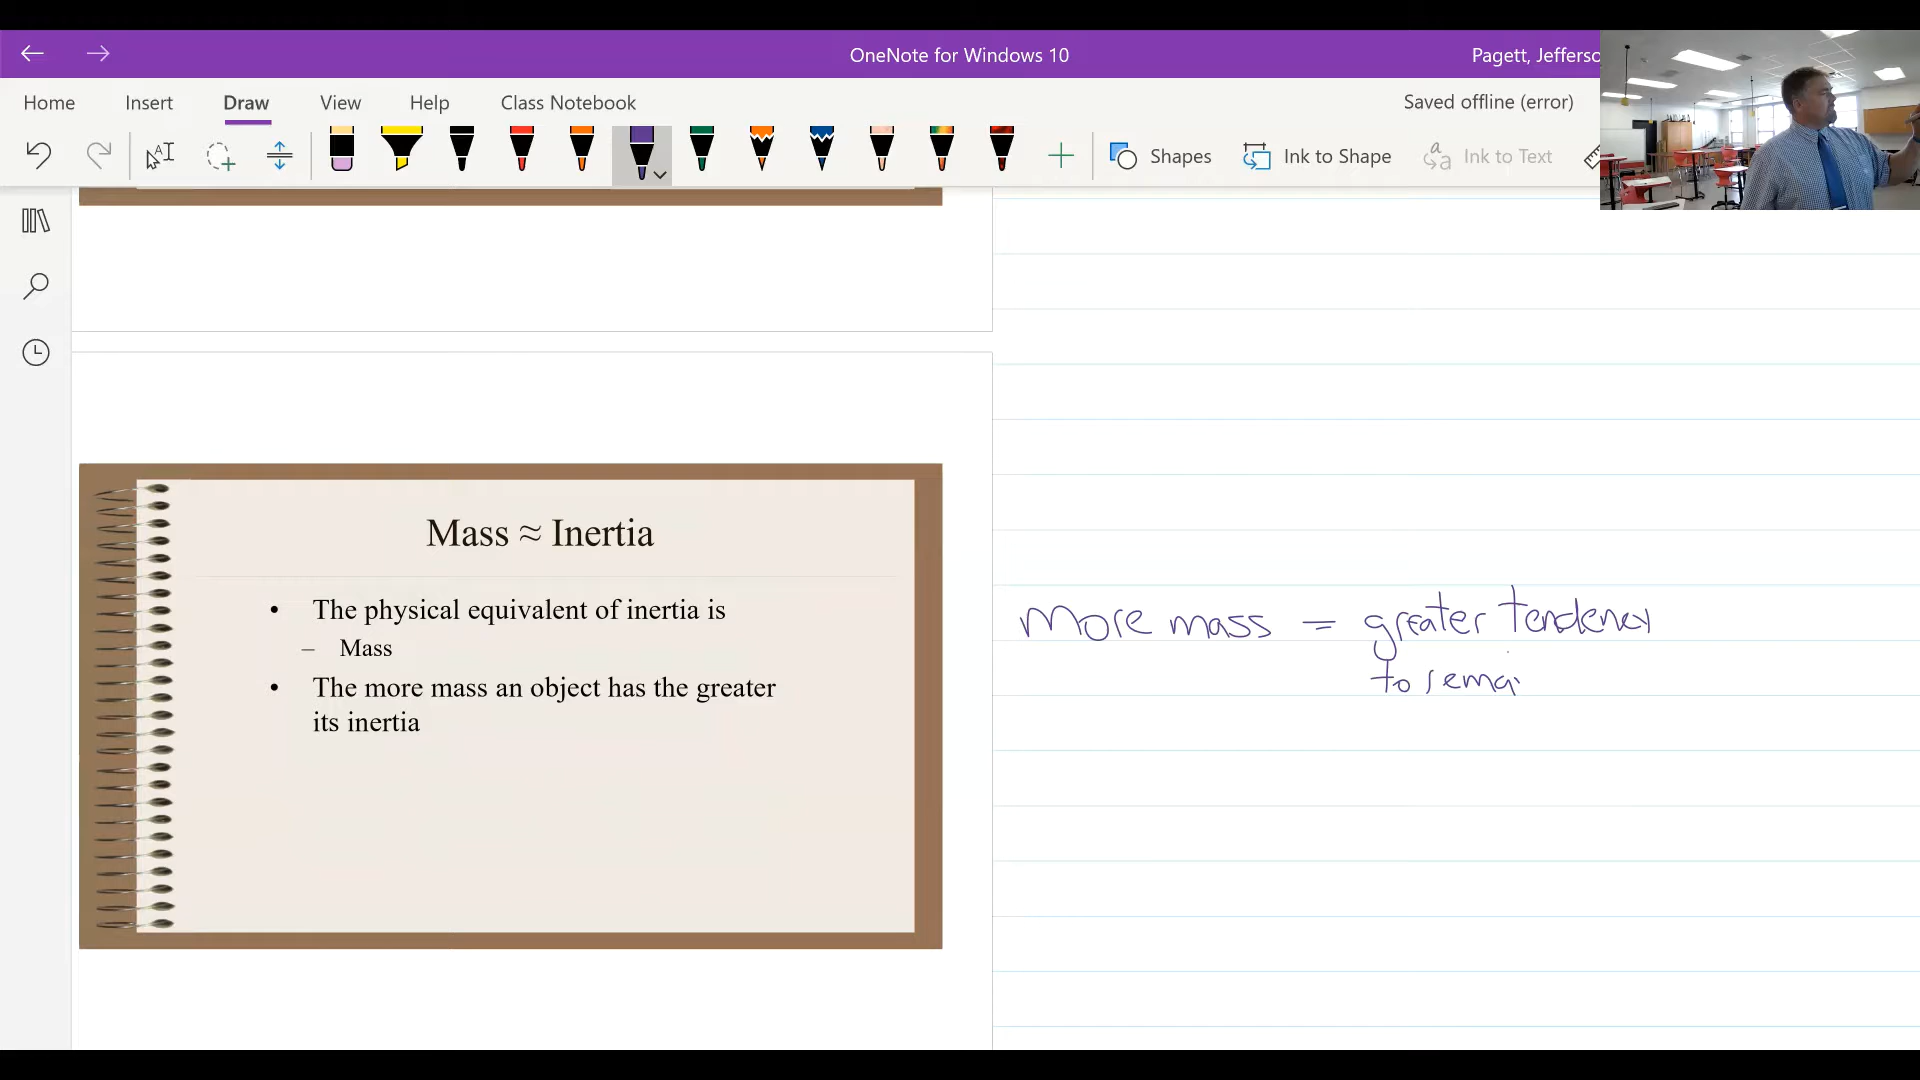 OneNote for Windows 10
Pagett, Jefferso
Home Insert Draw View Help Class Notebook
Saved offline (error)
Shapes Ink to Shape Ink to Text
Mass ≈ Inertia
• The physical equivalent of inertia is
– Mass
• The more mass an object has the greater
its inertia
More mass = greater tendency
to remai